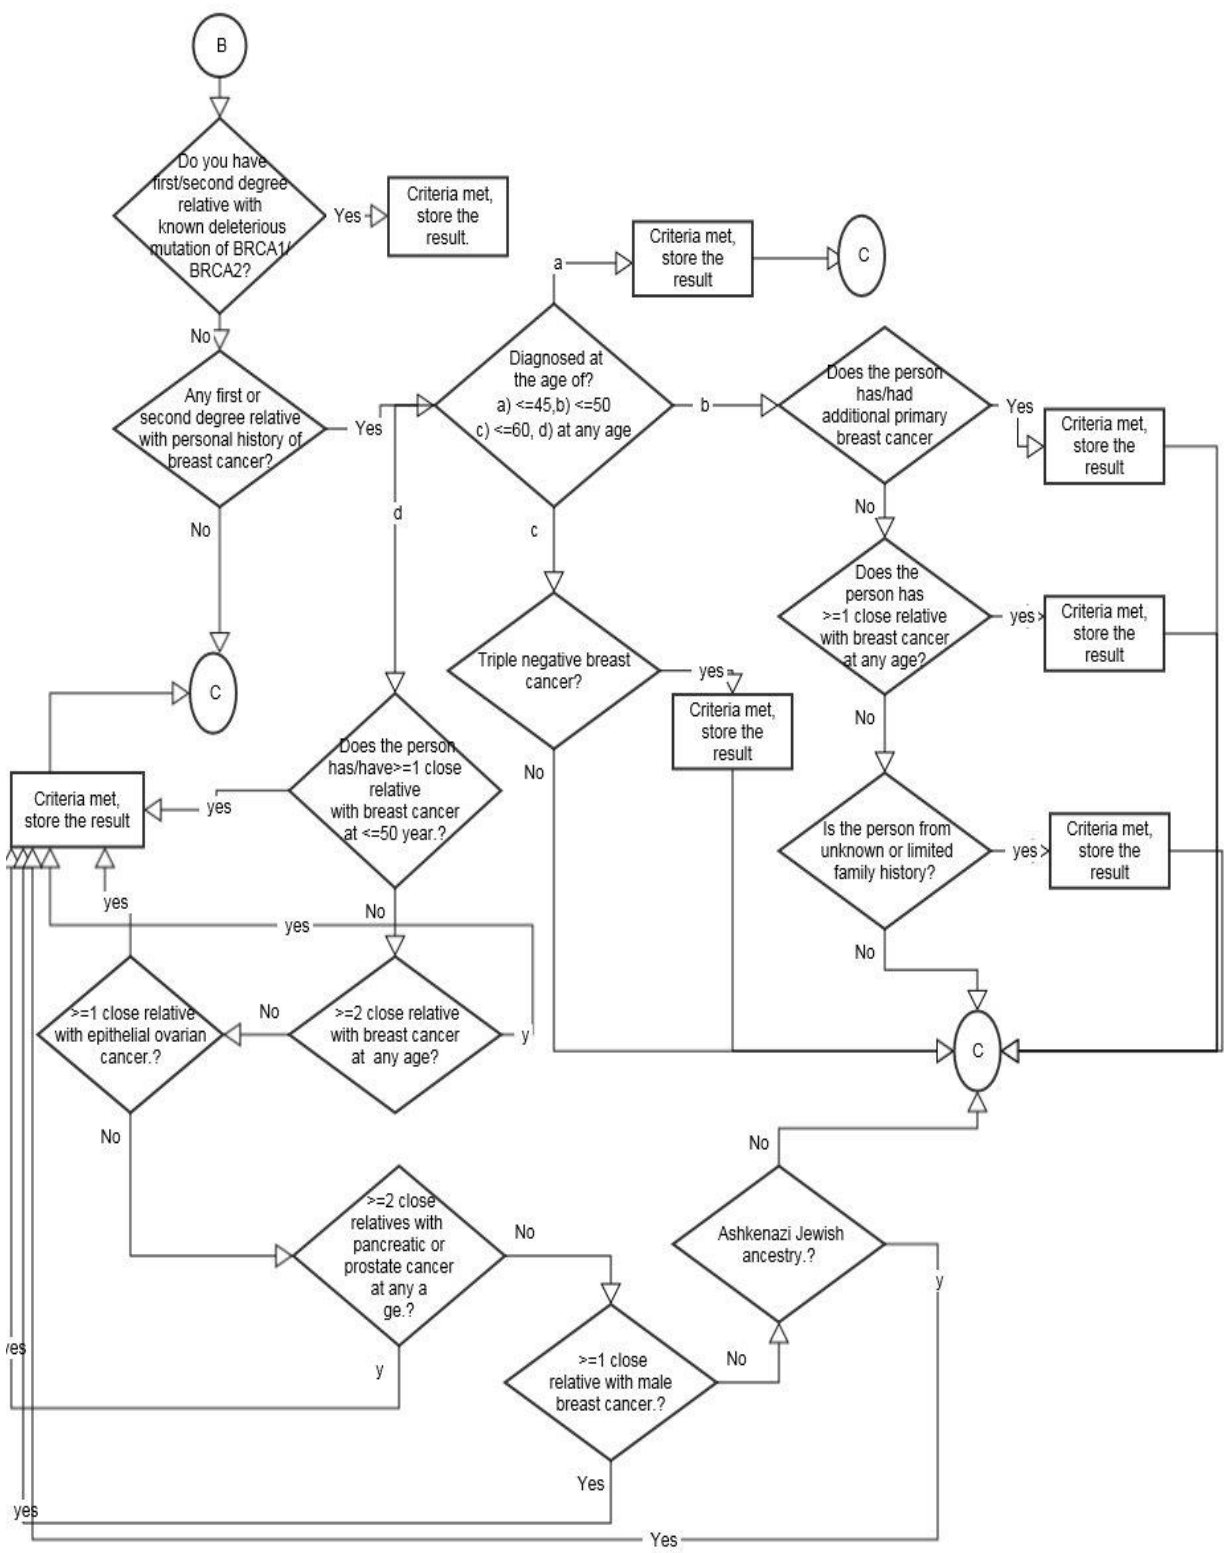 B
Do you have
first/second degree
relative with
known deleterious
mutation of BRCA1/
BRCA2?
Yes
Criteria met,
store the
result.
No
Any first or
second degree relative
with personal history of
breast cancer?
Yes
No
C
a
Criteria met,
store the
result
C
Diagnosed at
the age of?
a) <=45,b) <=50
c) <=60, d) at any age
b
Does the person
has/had
additional primary
breast cancer
Yes
Criteria met,
store the
result
No
Does the
person has
>=1 close relative
with breast cancer
at any age?
yes
Criteria met,
store the
result
No
Is the person from
unknown or limited
family history?
yes
Criteria met,
store the
result
No
C
c
Triple negative breast
cancer?
yes
Criteria met,
store the
result
No
d
Does the person
has/have>=1 close
relative
with breast cancer
at <=50 year.?
yes
Criteria met,
store the result
No
yes
yes
>=2 close relative
with breast cancer
at any age?
y
No
>=1 close relative
with epithelial ovarian
cancer.?
No
>=2 close
relatives with
pancreatic or
prostate cancer
at any a
ge.?
y
yes
No
>=1 close
relative with male
breast cancer.?
Yes
yes
No
Ashkenazi Jewish
ancestry.?
No
y
Yes